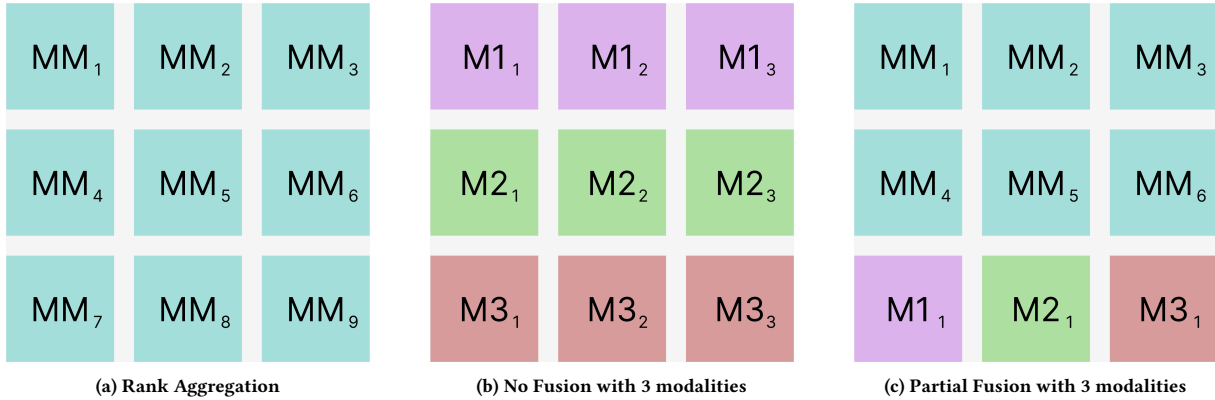 MM₁ MM₂ MM₃ M1₁ M1₂ M1₃ MM₁ MM₂ MM₃
MM₄ MM₅ MM₆ M2₁ M2₂ M2₃ MM₄ MM₅ MM₆
MM₇ MM₈ MM₉ M3₁ M3₂ M3₃ M1₁ M2₁ M3₁
(a) Rank Aggregation (b) No Fusion with 3 modalities (c) Partial Fusion with 3 modalities